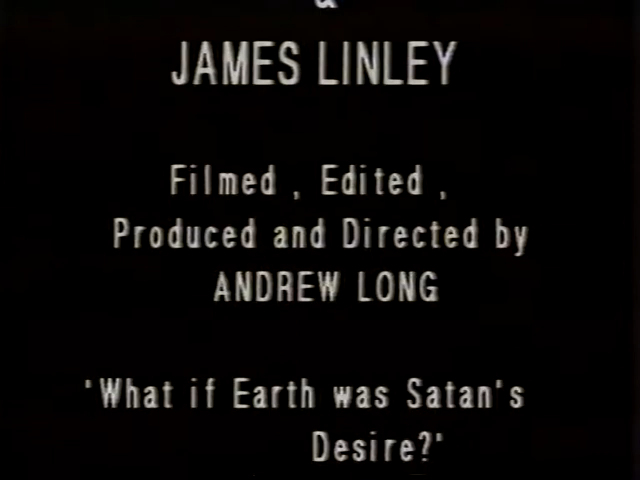 &
JAMES LINLEY
Filmed , Edited ,
Produced and Directed by
ANDREW LONG
'What if Earth was Satan's
Desire?'